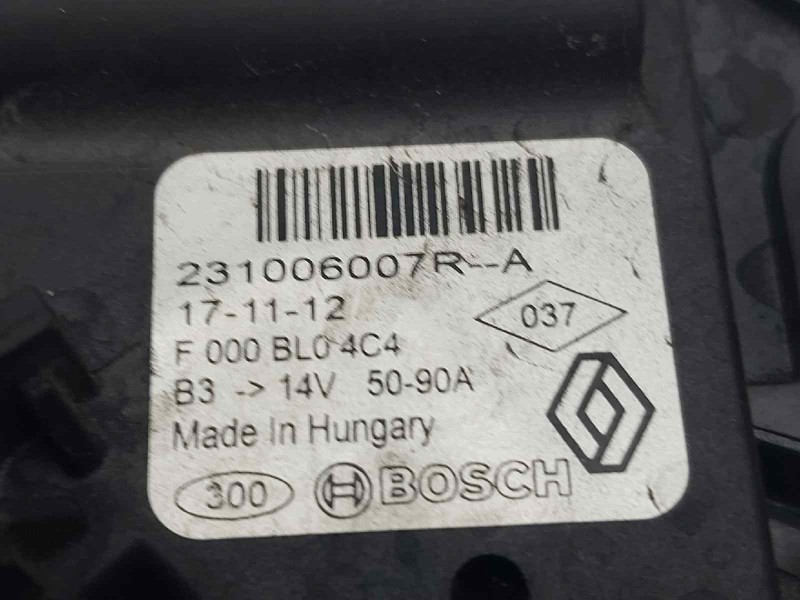 231006007R--A
17-11-12
037
F 000 BL0 4C4
B3 -> 14V 50-90A
Made In Hungary
300 BOSCH